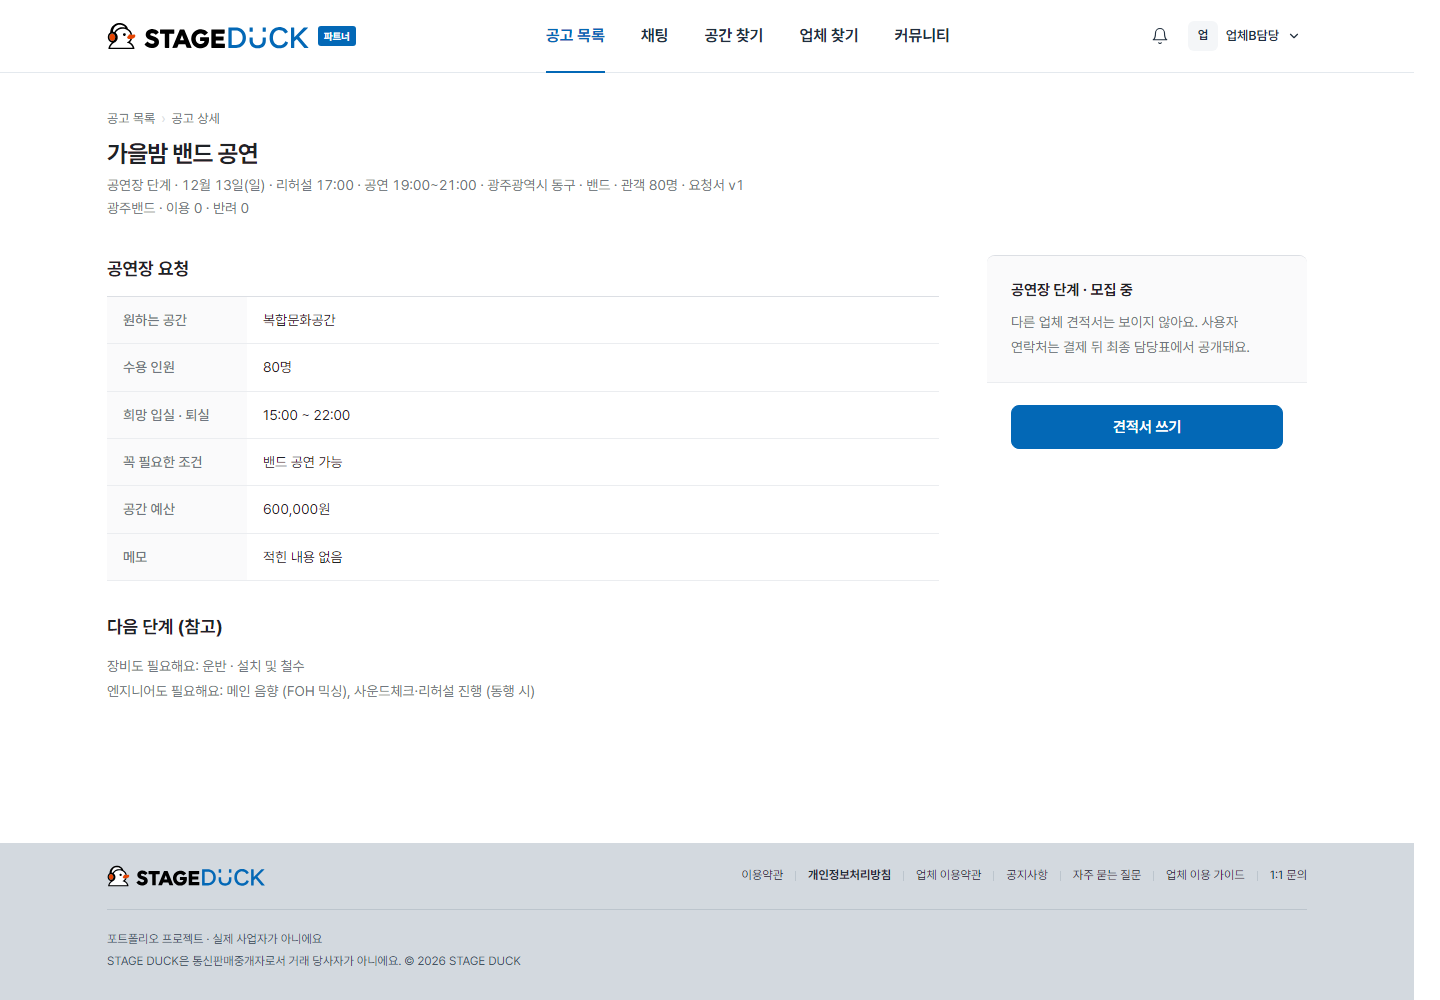 STAGEDUCK 파트너
공고 목록 채팅 공간 찾기 업체 찾기 커뮤니티
업 업체B담당
공고 목록 › 공고 상세
가을밤 밴드 공연
공연장 단계 · 12월 13일(일) · 리허설 17:00 · 공연 19:00~21:00 · 광주광역시 동구 · 밴드 · 관객 80명 · 요청서 v1
광주밴드 · 이용 0 · 반려 0
공연장 요청
원하는 공간 복합문화공간
수용 인원 80명
희망 입실 · 퇴실 15:00 ~ 22:00
꼭 필요한 조건 밴드 공연 가능
공간 예산 600,000원
메모 적힌 내용 없음
공연장 단계 · 모집 중
다른 업체 견적서는 보이지 않아요. 사용자
연락처는 결제 뒤 최종 담당표에서 공개돼요.
견적서 쓰기
다음 단계 (참고)
장비도 필요해요: 운반 · 설치 및 철수
엔지니어도 필요해요: 메인 음향 (FOH 믹싱), 사운드체크·리허설 진행 (동행 시)
STAGEDUCK
이용약관 개인정보처리방침 업체 이용약관 공지사항 자주 묻는 질문 업체 이용 가이드 1:1 문의
포트폴리오 프로젝트 · 실제 사업자가 아니에요
STAGE DUCK은 통신판매중개자로서 거래 당사자가 아니에요. © 2026 STAGE DUCK